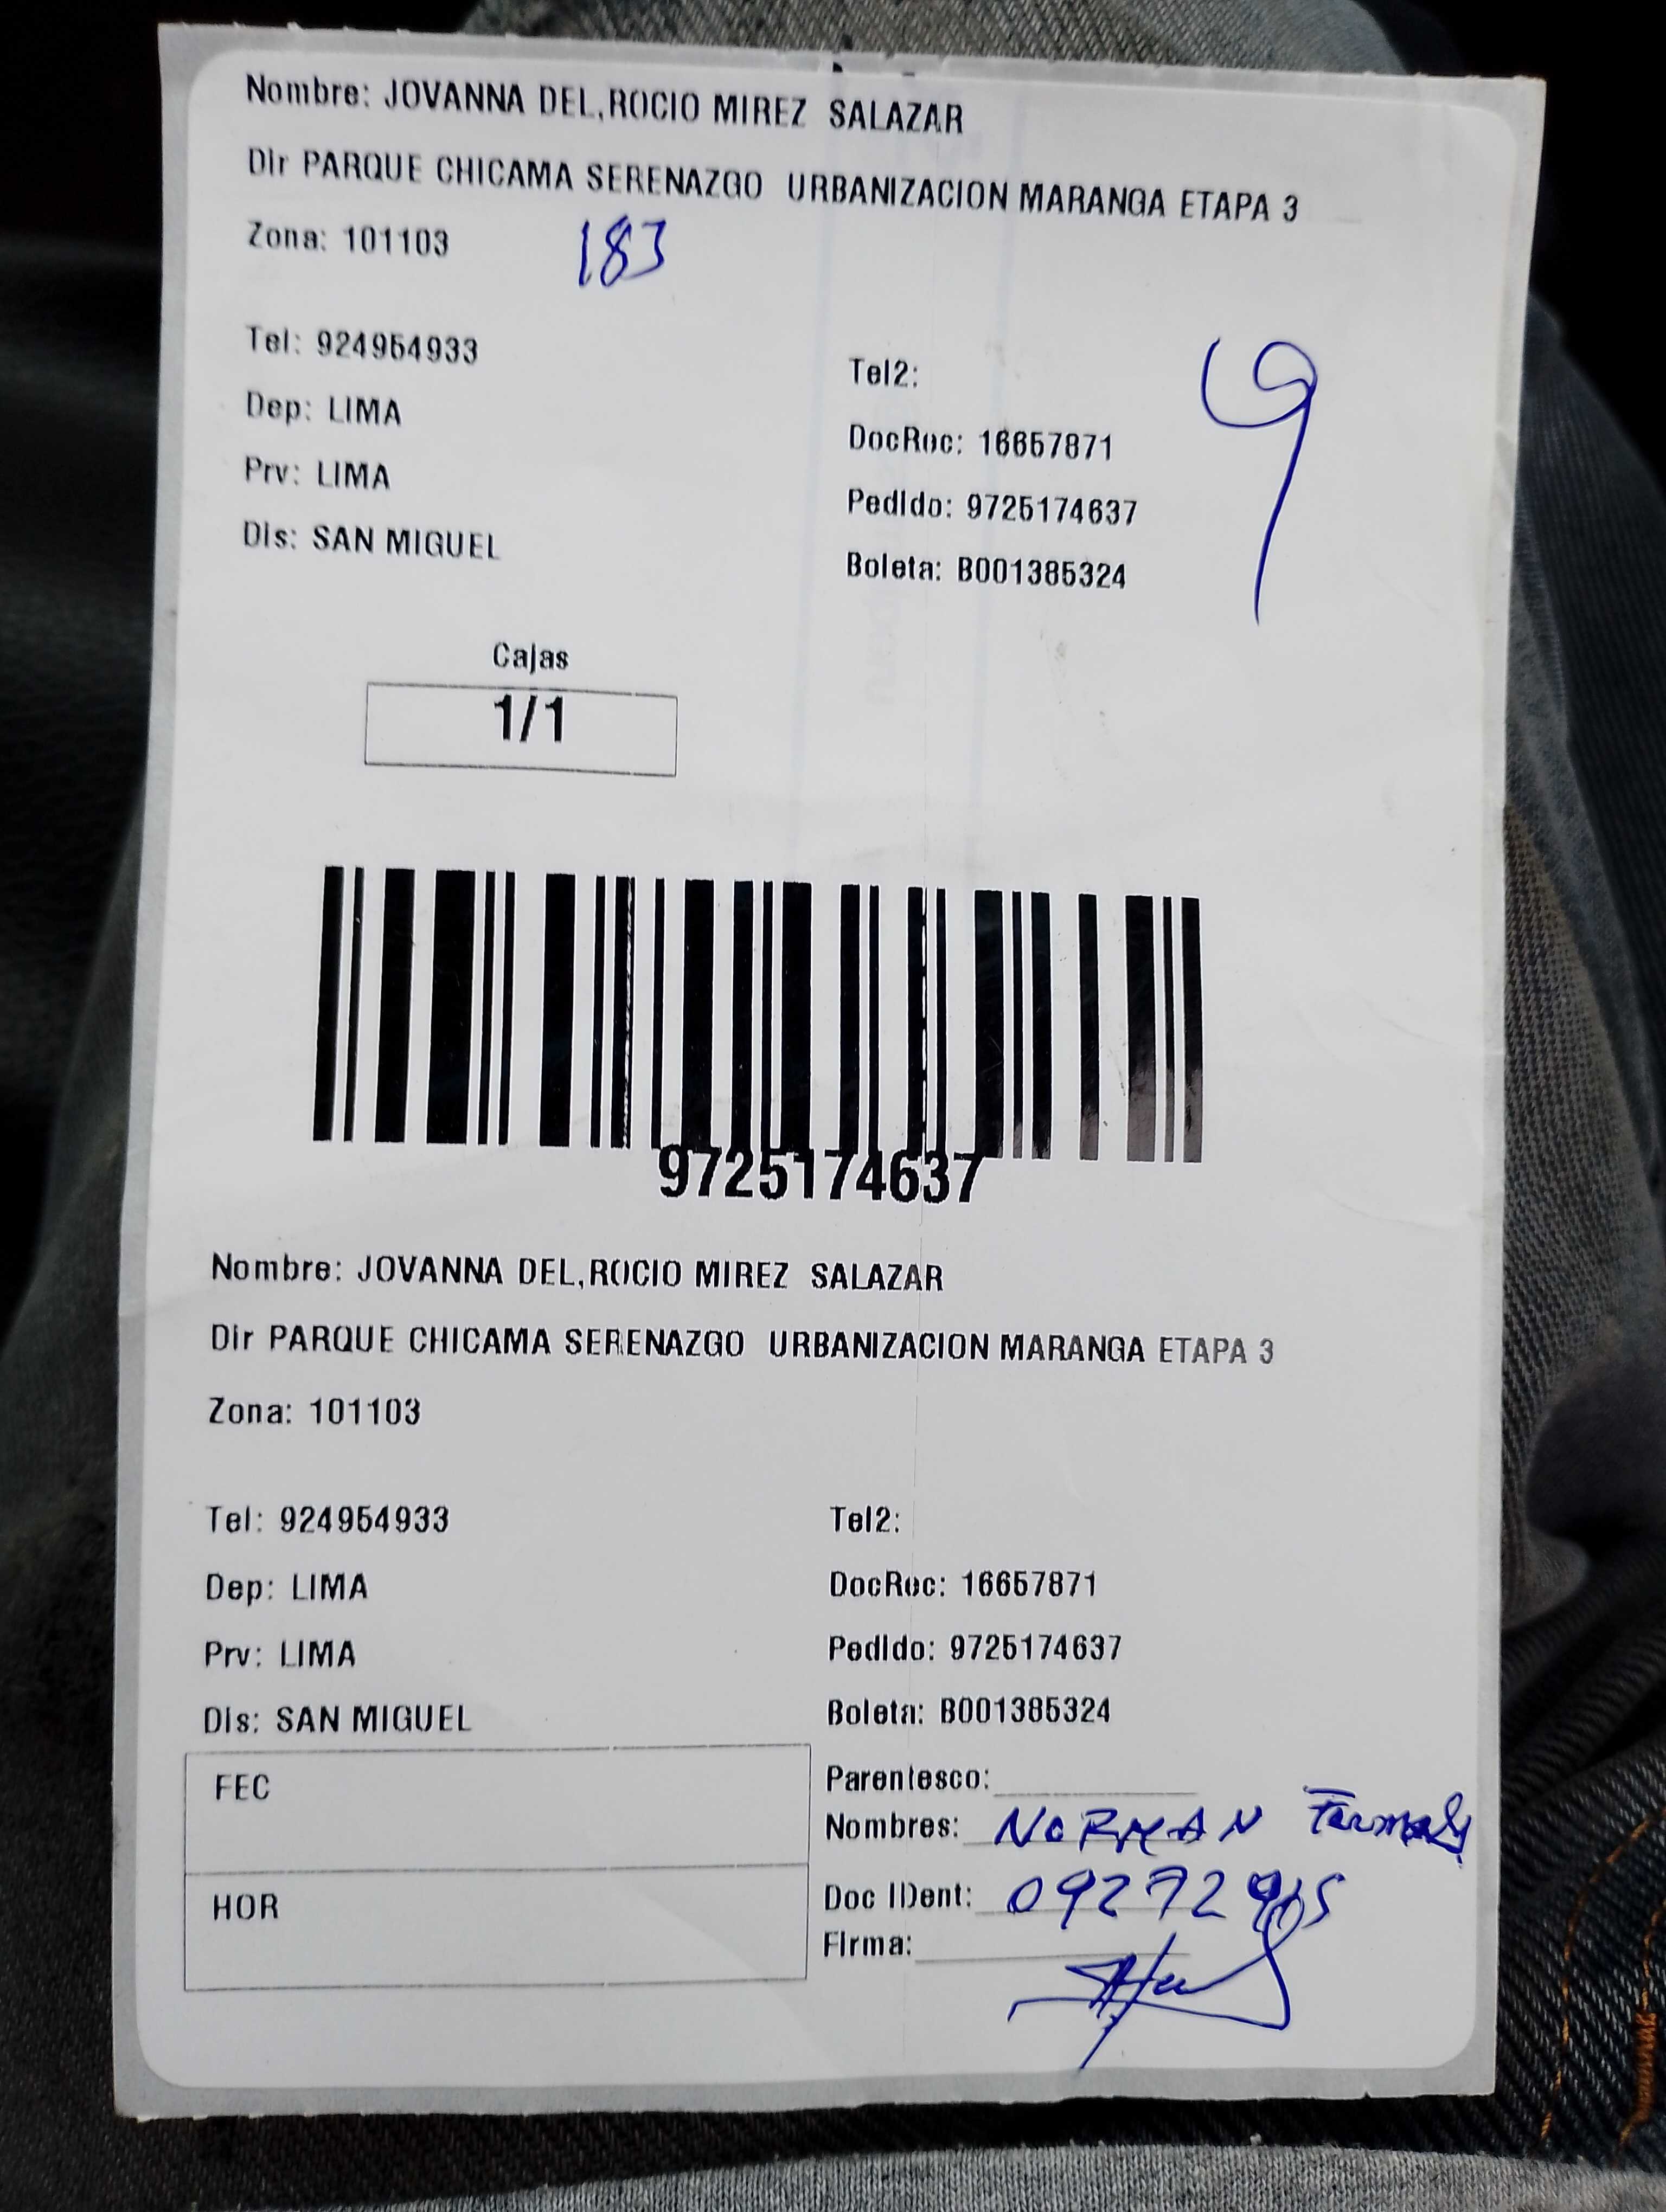 Nombre: JOVANNA DEL,ROCIO MIREZ SALAZAR
Dir PARQUE CHICAMA SERENAZGO URBANIZACION MARANGA ETAPA 3
Zona: 101103 183
Tel: 924954933 Tel2:
Dep: LIMA DocRec: 16657871
Prv: LIMA Pedido: 9725174637
Dis: SAN MIGUEL Boleta: B001385324
9
Cajas
1/1
9725174637
Nombre: JOVANNA DEL,ROCIO MIREZ SALAZAR
Dir PARQUE CHICAMA SERENAZGO URBANIZACION MARANGA ETAPA 3
Zona: 101103
Tel: 924954933 Tel2:
Dep: LIMA DocRec: 16657871
Prv: LIMA Pedido: 9725174637
Dis: SAN MIGUEL Boleta: B001385324
FEC Parentesco:
Nombres: NORMAN
HOR Doc IDent:
Firma: